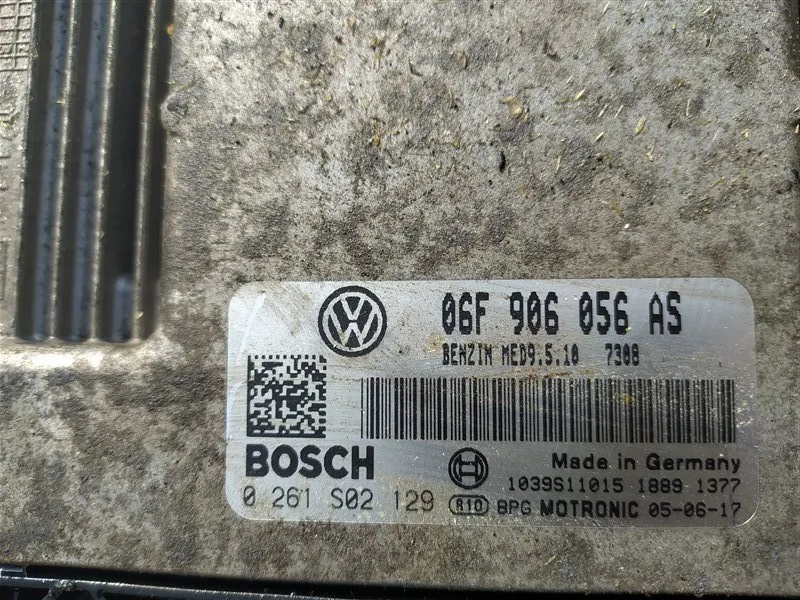 06F 906 056 AS
BENZIN MED9.5.10 7308
BOSCH
Made in Germany
1039S11015 1889 1377
0 261 S02 129
R10 BPG MOTRONIC 05-06-17